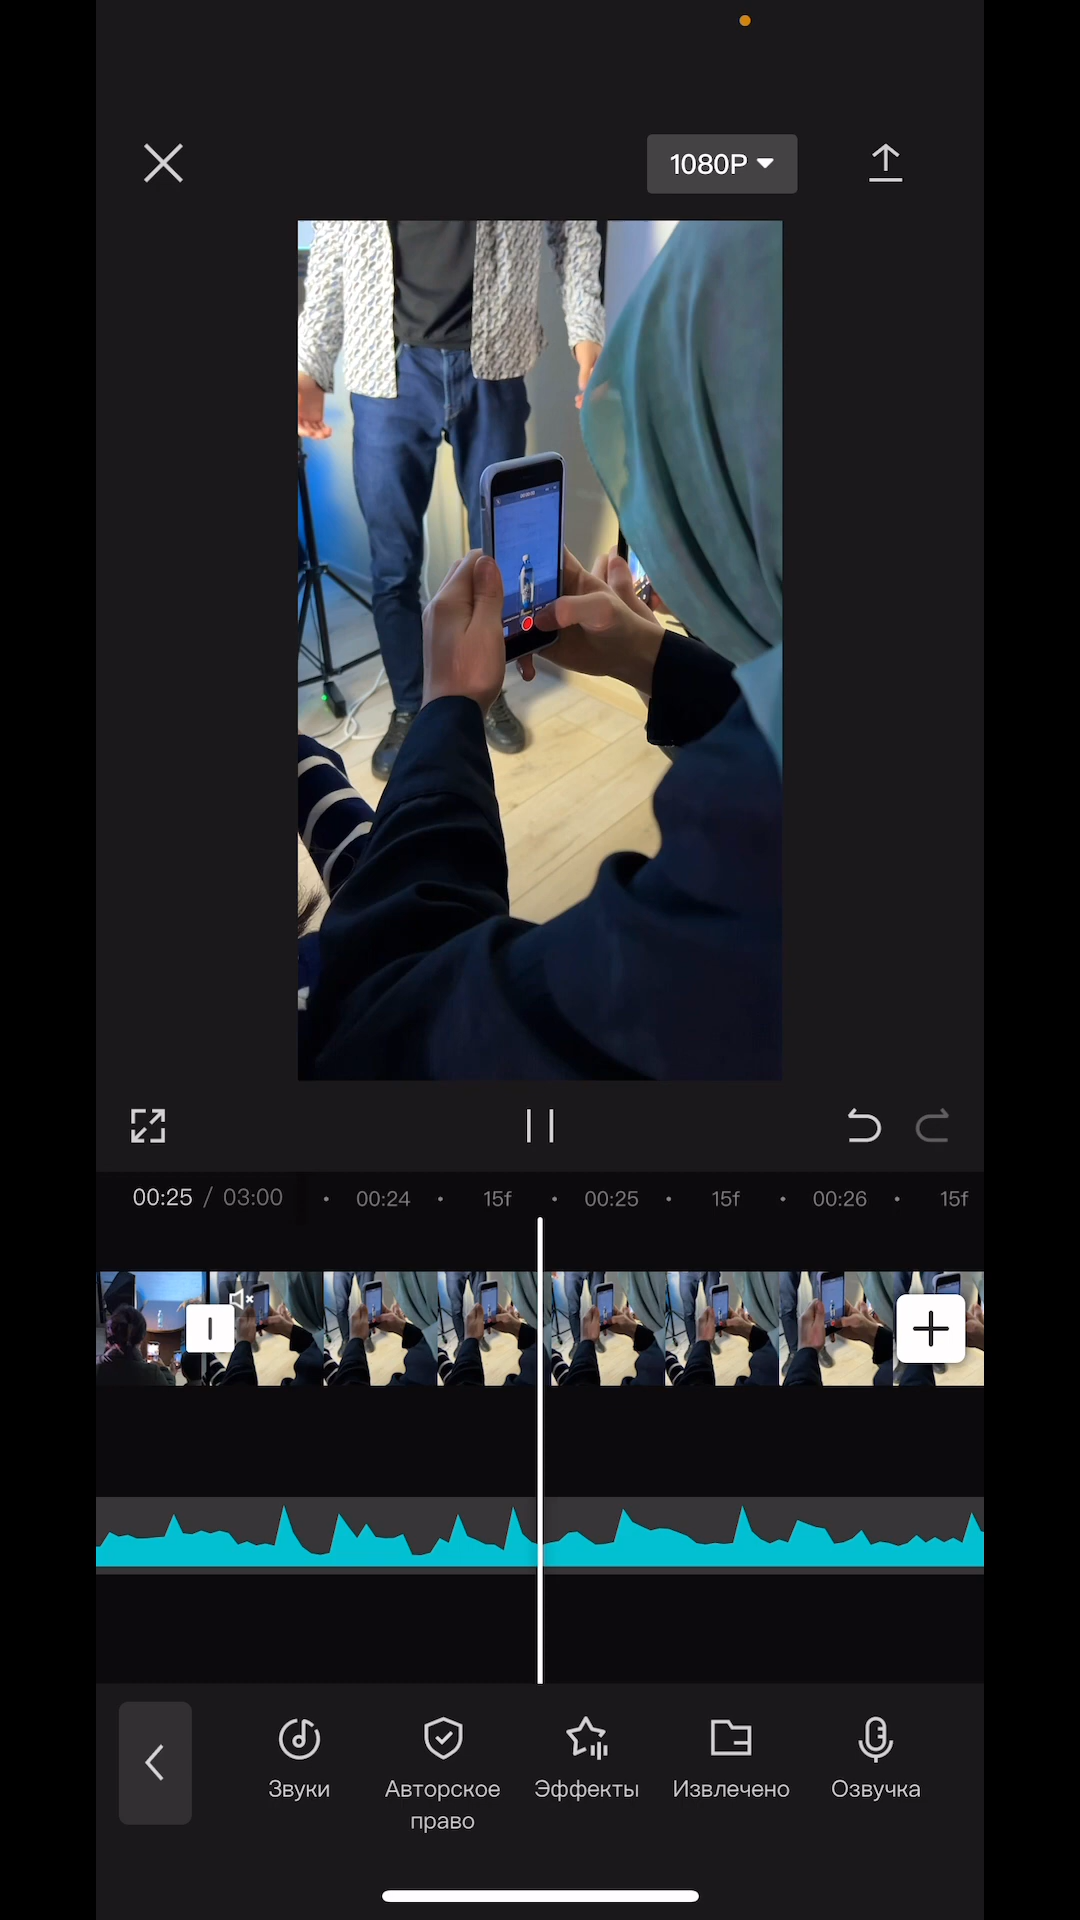 1080P
00:25 / 03:00
00:24
15f
00:25
15f
00:26
15f
Звуки
Авторское
право
Эффекты
Извлечено
Озвучка